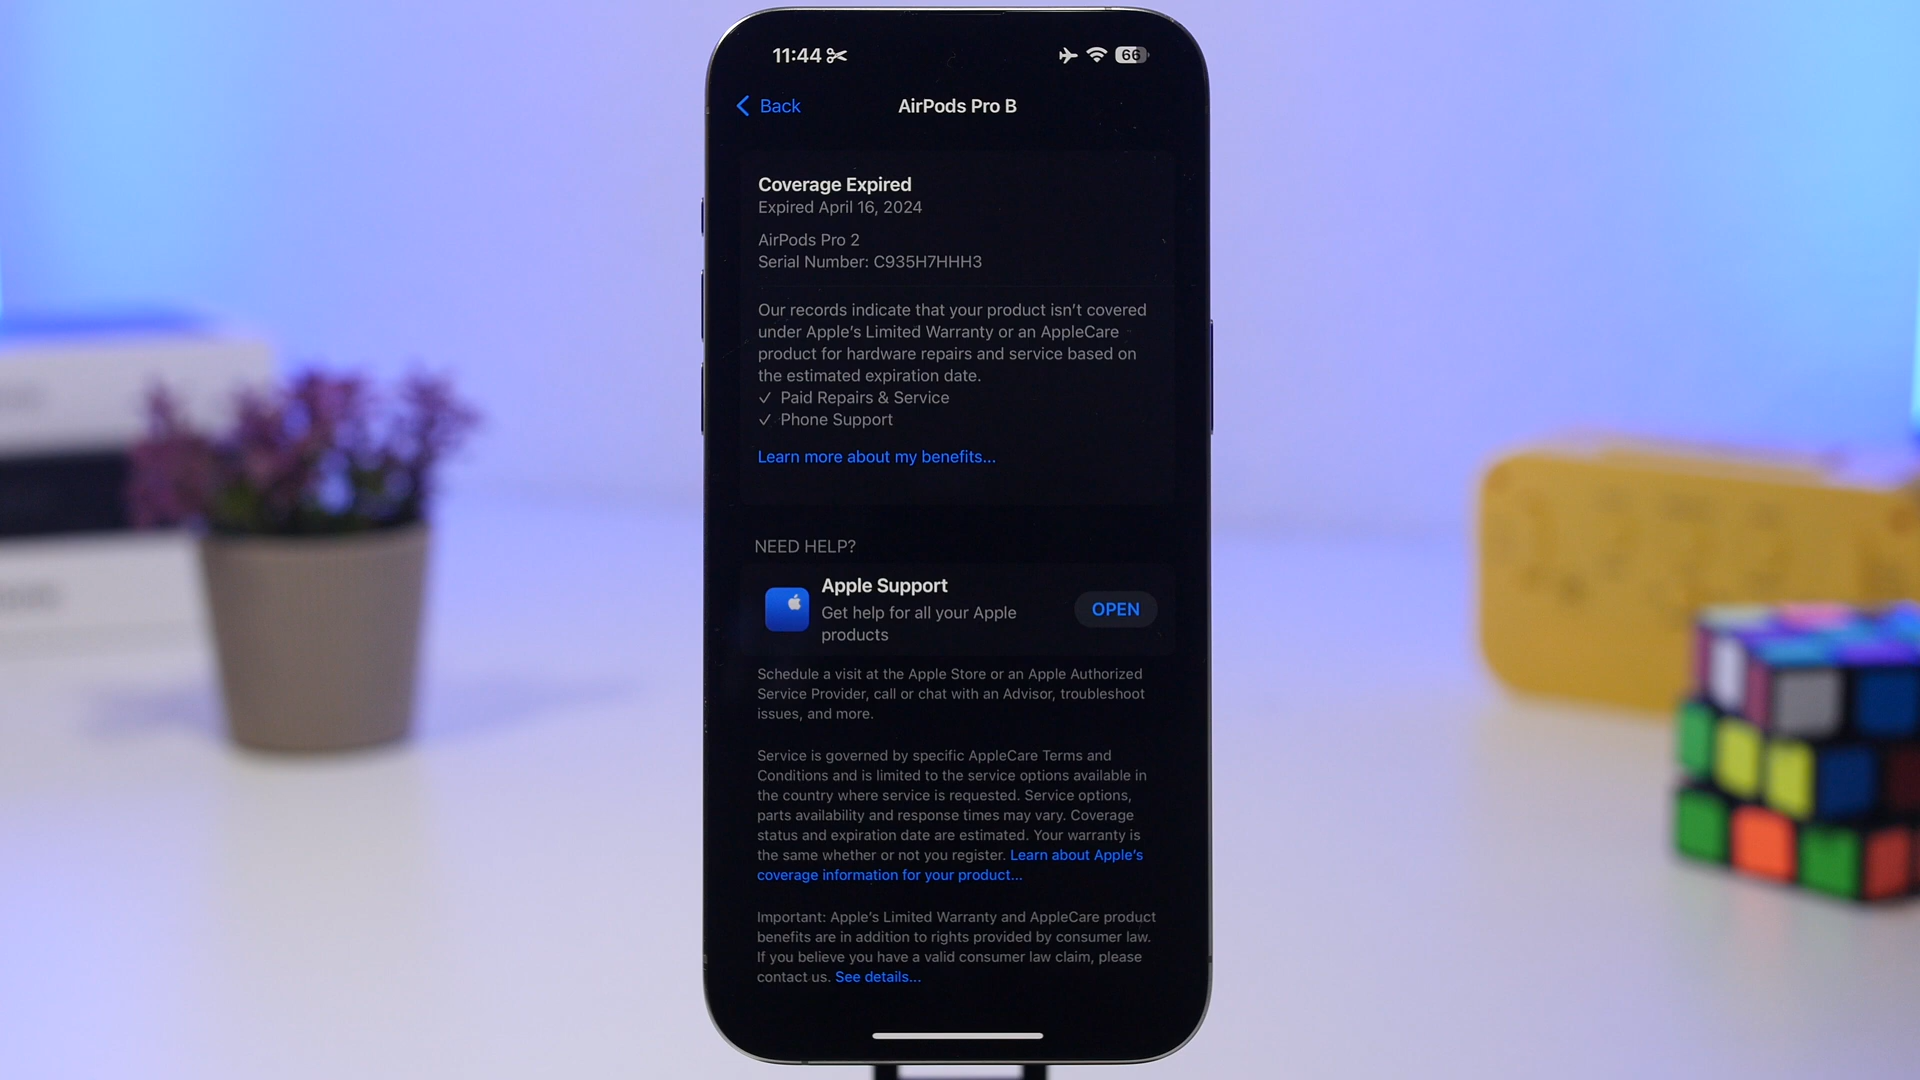 11:44
66
Back
AirPods Pro B
Coverage Expired
Expired April 16, 2024
AirPods Pro 2
Serial Number: C935H7HHH3
Our records indicate that your product isn’t covered
under Apple’s Limited Warranty or an AppleCare
product for hardware repairs and service based on
the estimated expiration date.
✓ Paid Repairs & Service
✓ Phone Support
Learn more about my benefits...
NEED HELP?
Apple Support
Get help for all your Apple
products
OPEN
Schedule a visit at the Apple Store or an Apple Authorized
Service Provider, call or chat with an Advisor, troubleshoot
issues, and more.
Service is governed by specific AppleCare Terms and
Conditions and is limited to the service options available in
the country where service is requested. Service options,
parts availability and response times may vary. Coverage
status and expiration date are estimated. Your warranty is
the same whether or not you register. Learn about Apple’s
coverage information for your product...
Important: Apple’s Limited Warranty and AppleCare product
benefits are in addition to rights provided by consumer law.
If you believe you have a valid consumer law claim, please
contact us. See details...